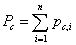 P_c = \sum_{i=1}^{n} p_{c,i}